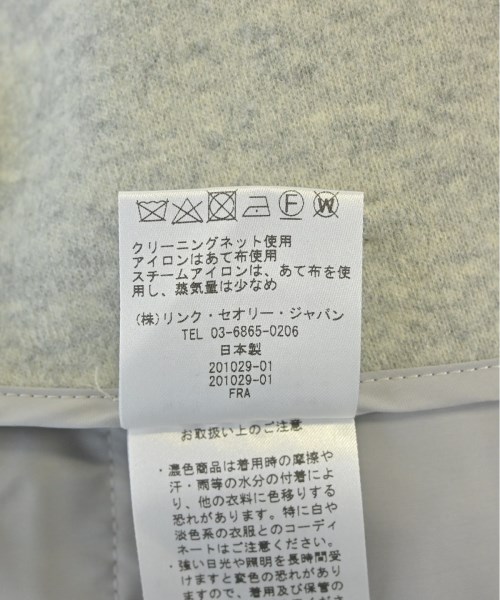 クリーニングネット使用
アイロンはあて布使用
スチームアイロンは、あて布を使
用し、蒸気量は少なめ
(株)リンク・セオリー・ジャパン
TEL 03-6865-0206
日本製
201029-01
201029-01
FRA
お取扱い上のご注意
・濃色商品は着用時の摩擦や
汗・雨等の水分の付着によ
り、他の衣料に色移りする
恐れがあります。特に白や
淡色系の衣服とのコーディ
ネートはご注意ください。
・強い日光や照明を長時間受
けますと変色の恐れがあり
ますので、着用及び保管の